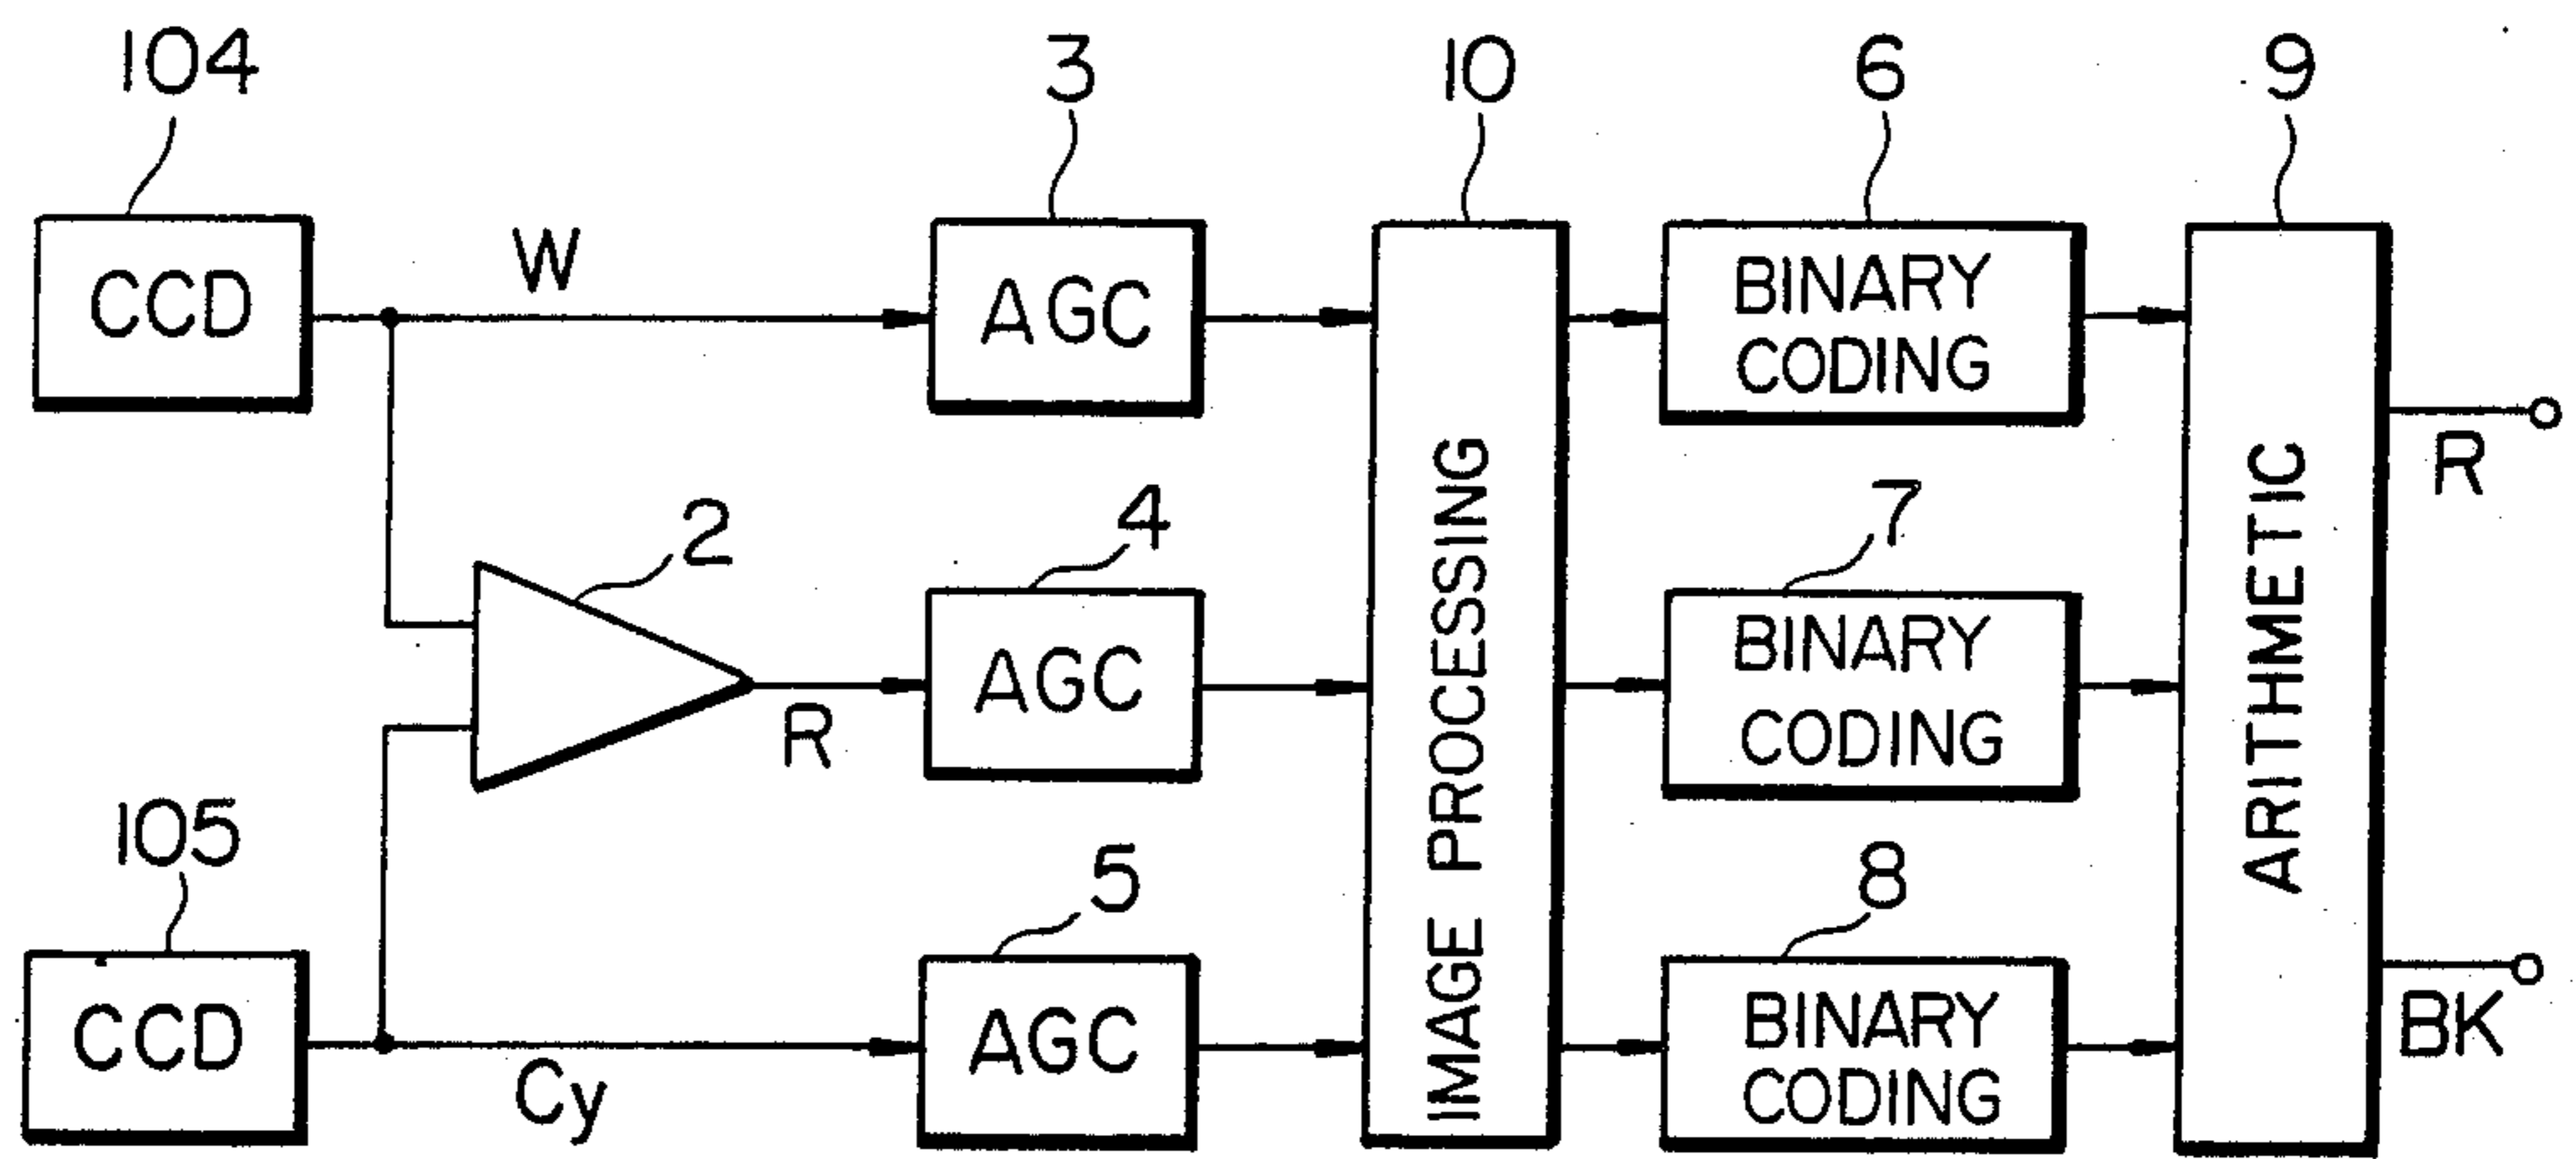 104
3
10
6
9
CCD
W
AGC
BINARY
CODING
R
2
4
7
R
AGC
IMAGE PROCESSING
BINARY
CODING
ARITHMETIC
105
5
8
CCD
Cy
AGC
BINARY
CODING
BK